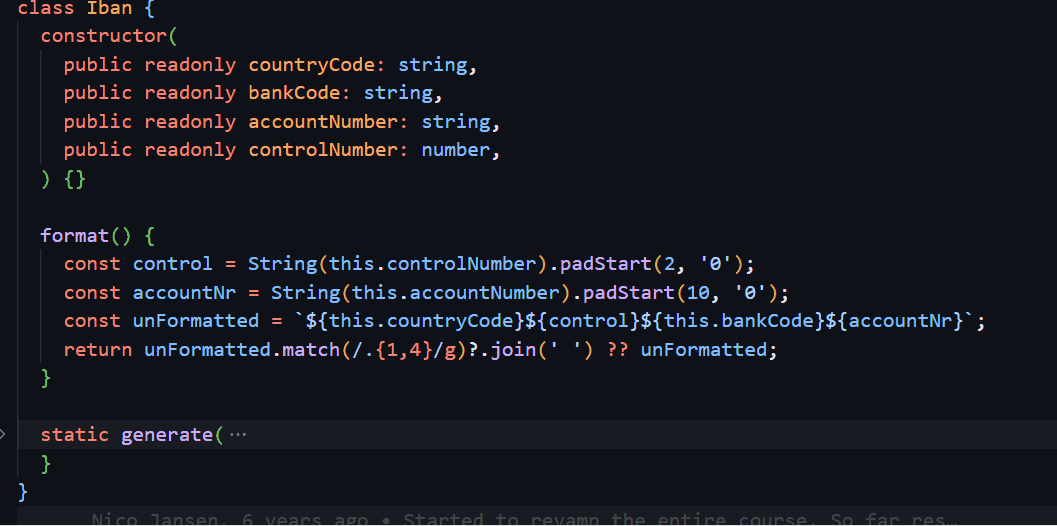 class Iban {
  constructor(
    public readonly countryCode: string,
    public readonly bankCode: string,
    public readonly accountNumber: string,
    public readonly controlNumber: number,
  ) {}

  format() {
    const control = String(this.controlNumber).padStart(2, '0');
    const accountNr = String(this.accountNumber).padStart(10, '0');
    const unFormatted = `${this.countryCode}${control}${this.bankCode}${accountNr}`;
    return unFormatted.match(/.{1,4}/g)?.join(' ') ?? unFormatted;
  }

  static generate(…
  }
}
Nico Jansen, 6 years ago • Started to revamp the entire course. So far res…